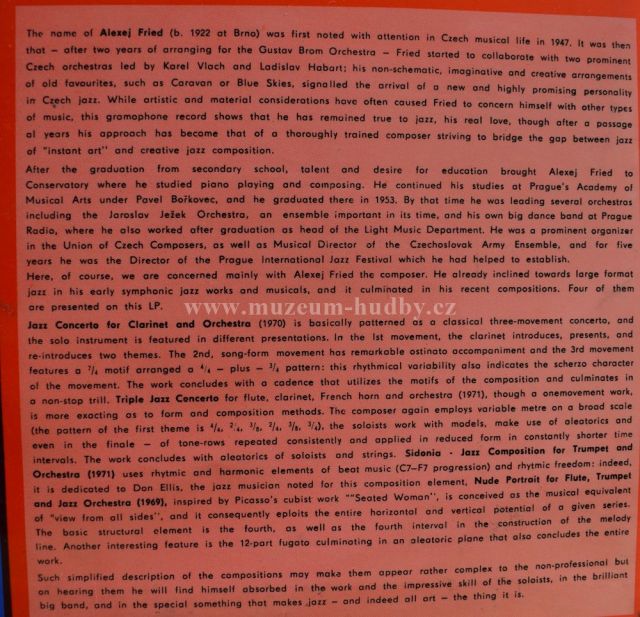 The name of Alexej Fried (b. 1922 at Brno) was first noted with attention in Czech musical life in 1947. It was then
that – after two years of arranging for the Gustav Brom Orchestra – Fried started to collaborate with two prominent
Czech orchestras led by Karel Vlach and Ladislav Habart; his non-schematic, imaginative and creative arrangements
of old favourites, such as Caravan or Blue Skies, signalled the arrival of a new and highly promising personality
in Czech jazz. While artistic and material considerations have often caused Fried to concern himself with other types
of music, this gramophone record shows that he has remained true to jazz, his real love, though after a passage
al years his approach has become that of a thoroughly trained composer striving to bridge the gap between jazz
of "instant art" and creative jazz composition.
After the graduation from secondary school, talent and desire for education brought Alexej Fried to
Conservatory where he studied piano playing and composing. He continued his studies at Prague's Academy of
Musical Arts under Pavel Bořkovec, and he graduated there in 1953. By that time he was leading several orchestras
including the Jaroslav Ježek Orchestra, an ensemble important in its time, and his own big dance band at Prague
Radio, where he also worked after graduation as head of the Light Music Department. He was a prominent organizer
in the Union of Czech Composers, as well as Musical Director of the Czechoslovak Army Ensemble, and for five
years he was the Director of the Prague International Jazz Festival which he had helped to establish.
Here, of course, we are concerned mainly with Alexej Fried the composer. He already inclined towards large format
jazz in his early symphonic jazz works and musicals, and it culminated in his recent compositions. Four of them
are presented on this LP.
www.muzeum-hudby.cz
Jazz Concerto for Clarinet and Orchestra (1970) is basically patterned as a classical three-movement concerto, and
the solo instrument is featured in different presentations. In the Ist movement, the clarinet introduces, presents, and
re-introduces two themes. The 2nd, song-form movement has remarkable ostinato accompaniment and the 3rd movement
features a 7/4 motif arranged a 4/4 – plus – 3/4 pattern: this rhythmical variability also indicates the scherzo character
of the movement. The work concludes with a cadence that utilizes the motifs of the composition and culminates in
a non-stop trill. Triple Jazz Concerto for flute, clarinet, French horn and orchestra (1971), though a onemovement work,
is more exacting as to form and composition methods. The composer again employs variable metre on a broad scale
(the pattern of the first theme is 4/4, 2/4, 3/8, 2/4, 3/8, 3/4), the soloists work with models, make use of aleatorics and
even in the finale – of tone-rows repeated consistently and applied in reduced form in constantly shorter time
intervals. The work concludes with aleatorics of soloists and strings. Sidonia - Jazz Composition for Trumpet and
Orchestra (1971) uses rhytmic and harmonic elements of beat music (C7–F7 progression) and rhytmic freedom: indeed,
it is dedicated to Don Ellis, the jazz musician noted for this composition element, Nude Portrait for Flute, Trumpet
and Jazz Orchestra (1969), inspired by Picasso's cubist work ""Seated Woman", is conceived as the musical equivalent
of "view from all sides", and it consequently eploits the entire horizontal and vertical potential of a given series.
The basic structural element is the fourth, as well as the fourth interval in the construction of the melody
line. Another interesting feature is the 12-part fugato culminating in an aleatoric plane that also concludes the entire
work.
Such simplified description of the compositions may make them appear rather complex to the non-professional but
on hearing them he will find himself absorbed in the work and the impressive skill of the soloists, in the brilliant
big band, and in the special something that makes jazz – and indeed all art – the thing it is.